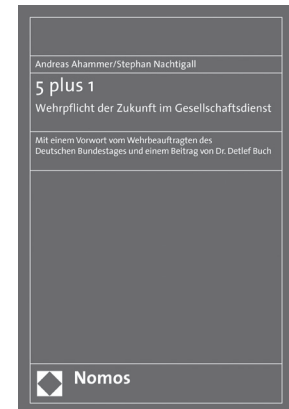 Andreas Ahammer/Stephan Nachtigall
5 plus 1
Wehrpflicht der Zukunft im Gesellschaftsdienst
Mit einem Vorwort vom Wehrbeauftragten des
Deutschen Bundestages und einem Beitrag von Dr. Detlef Buch
Nomos